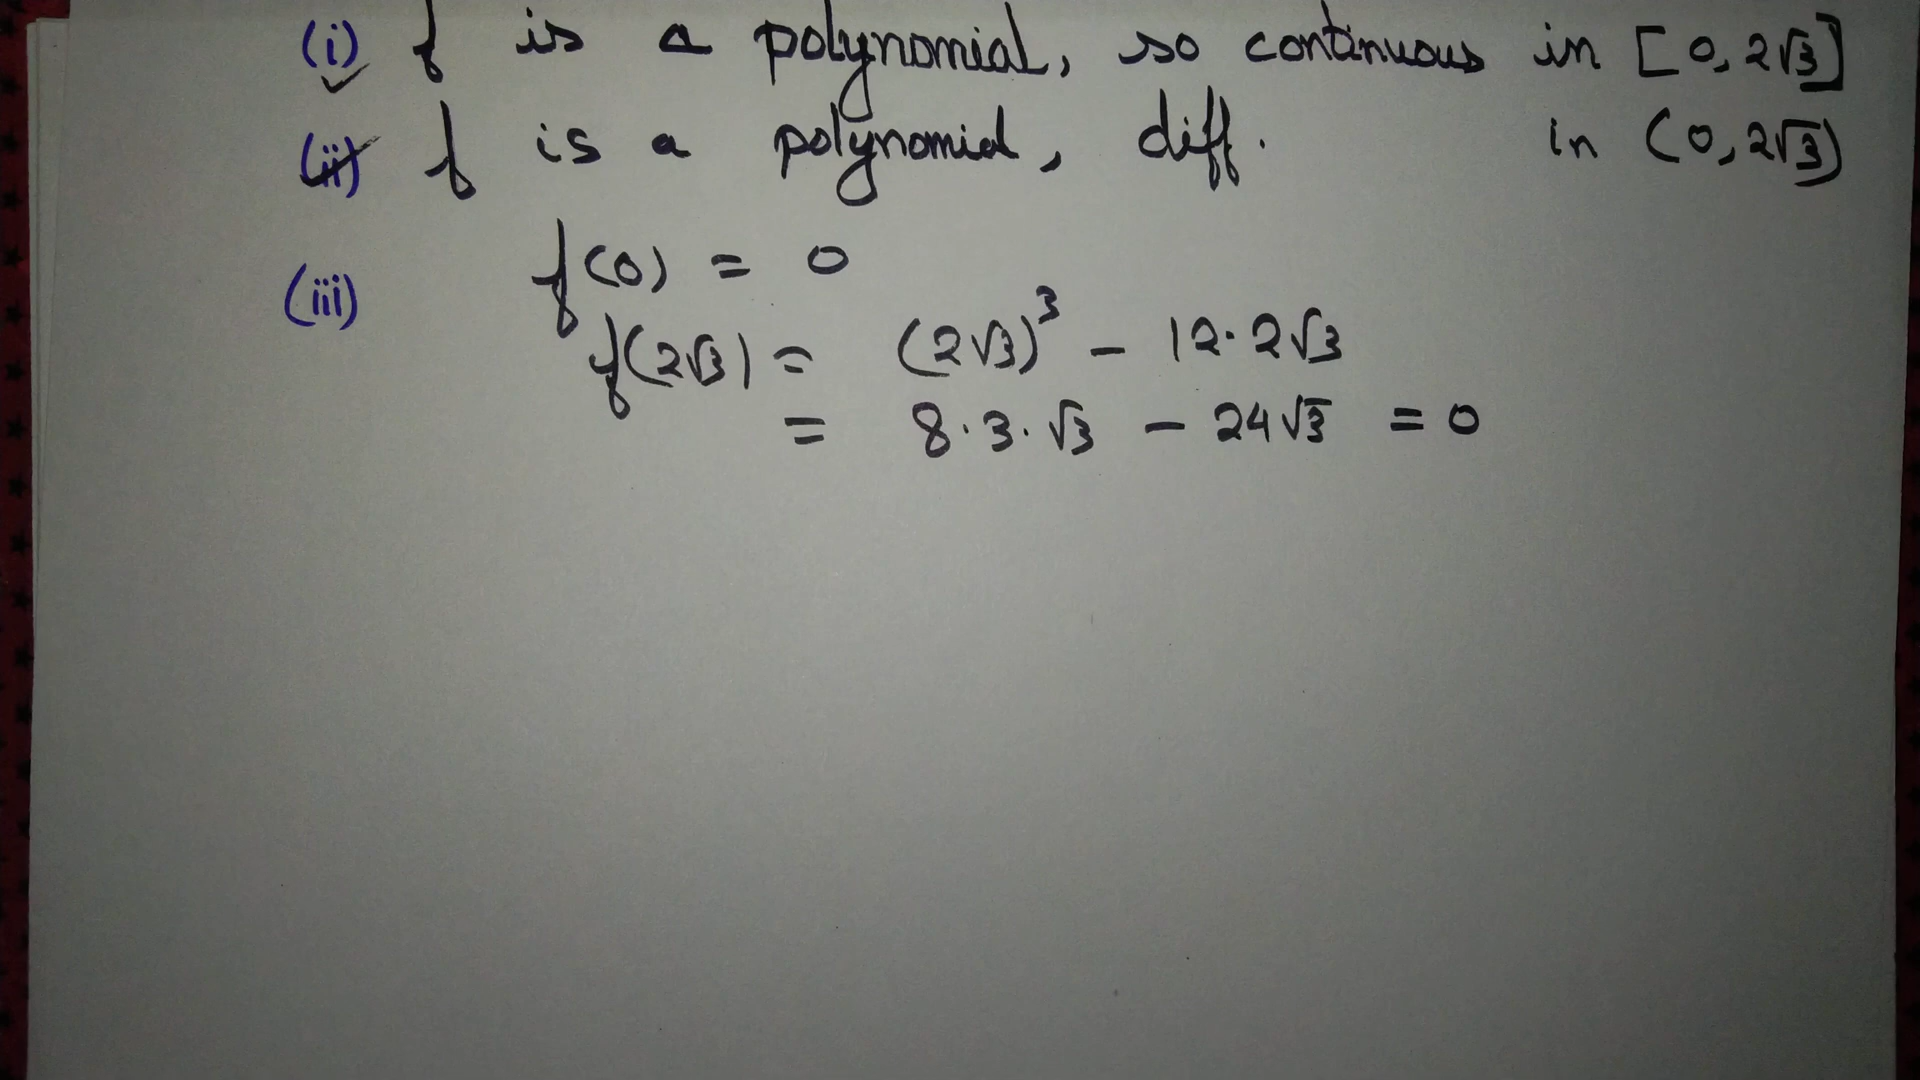 (i) f is a polynomial, so continuous in [0, 2√3]
(ii) f is a polynomial, diff. in (0, 2√3)
(iii) f(0) = 0
f(2√3) = (2√3)³ - 12·2√3
= 8·3·√3 - 24√3 = 0